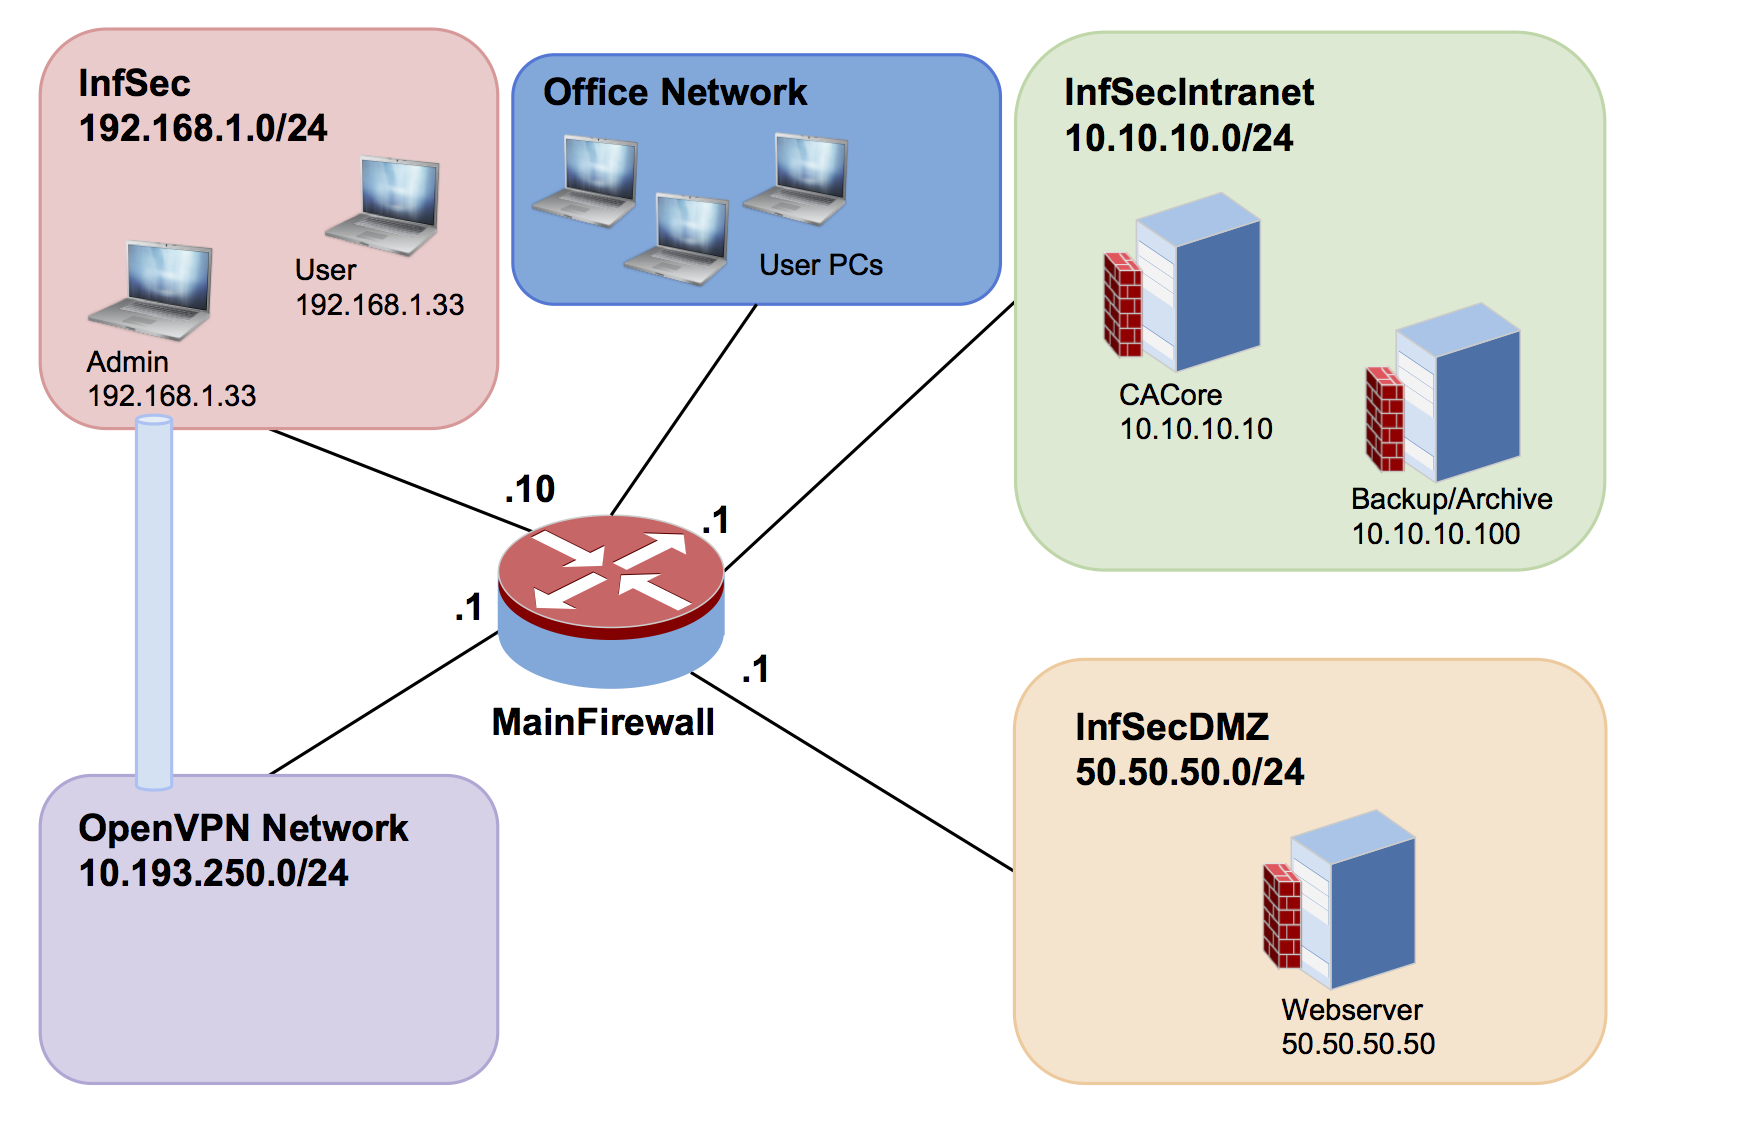 InfSec
192.168.1.0/24
User
192.168.1.33
Admin
192.168.1.33
Office Network
User PCs
InfSecIntranet
10.10.10.0/24
CACore
10.10.10.10
Backup/Archive
10.10.10.100
.10
.1
.1
.1
MainFirewall
OpenVPN Network
10.193.250.0/24
InfSecDMZ
50.50.50.0/24
Webserver
50.50.50.50